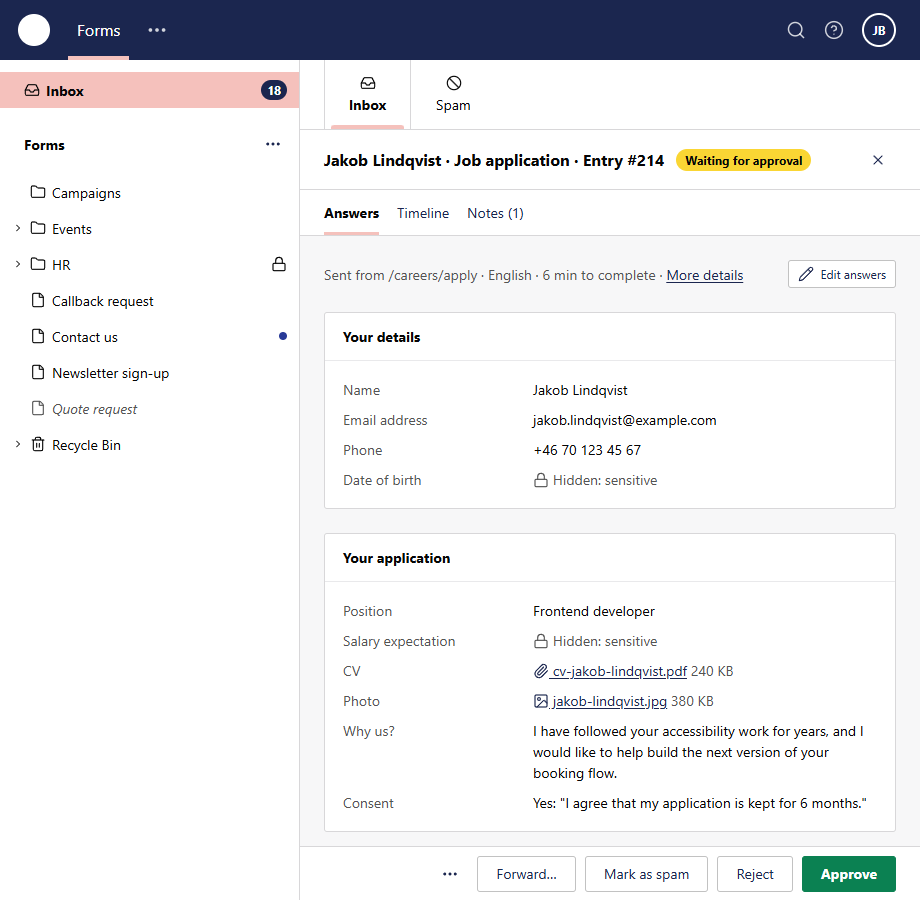 Forms
JB
Inbox
18
Forms
Campaigns
Events
HR
Callback request
Contact us
Newsletter sign-up
Quote request
Recycle Bin
Inbox
Spam
Jakob Lindqvist · Job application · Entry #214
Waiting for approval
Answers
Timeline
Notes (1)
Sent from /careers/apply · English · 6 min to complete · More details
Edit answers
Your details
Name
Jakob Lindqvist
Email address
jakob.lindqvist@example.com
Phone
+46 70 123 45 67
Date of birth
Hidden: sensitive
Your application
Position
Frontend developer
Salary expectation
Hidden: sensitive
CV
cv-jakob-lindqvist.pdf 240 KB
Photo
jakob-lindqvist.jpg 380 KB
Why us?
I have followed your accessibility work for years, and I
would like to help build the next version of your
booking flow.
Consent
Yes: "I agree that my application is kept for 6 months."
Forward...
Mark as spam
Reject
Approve